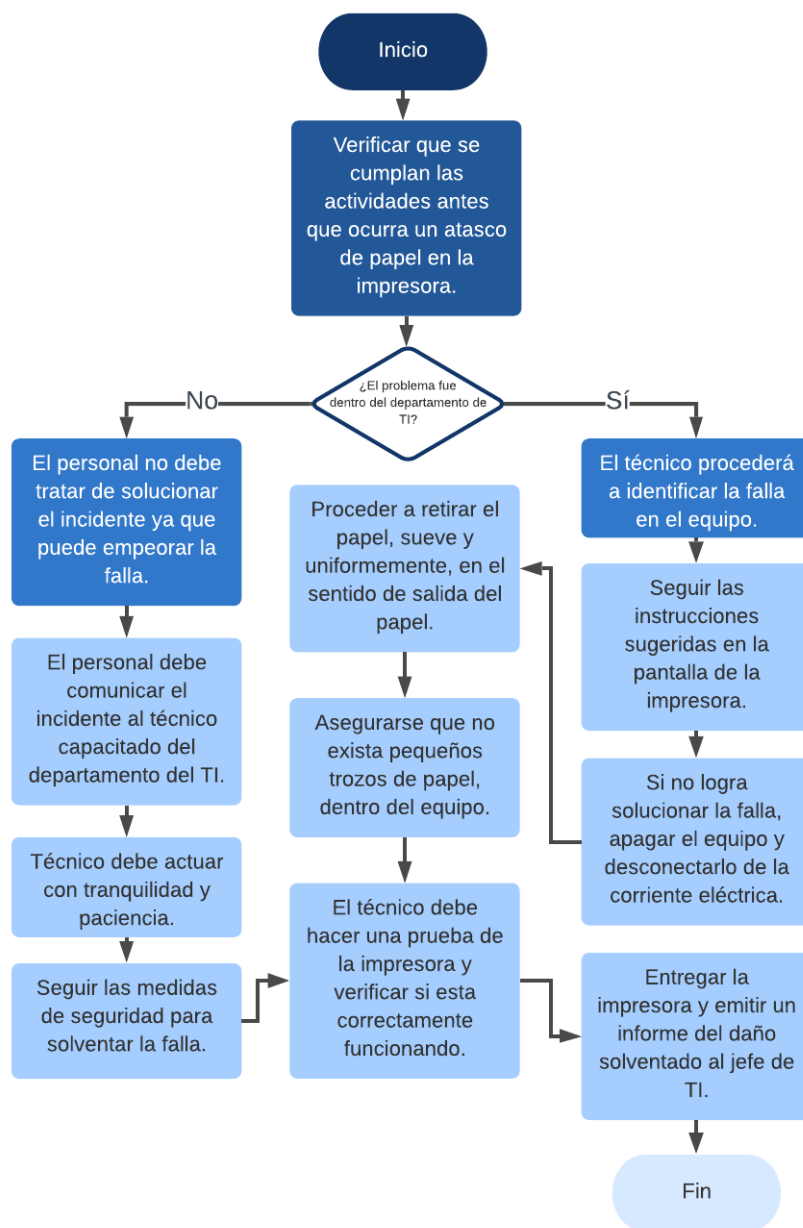 Inicio
Verificar que se
cumplan las
actividades antes
que ocurra un atasco
de papel en la
impresora.
¿El problema fue
dentro del departamento de
TI?
No
Sí
El personal no debe
tratar de solucionar
el incidente ya que
puede empeorar la
falla.
El personal debe
comunicar el
incidente al técnico
capacitado del
departamento del TI.
Técnico debe actuar
con tranquilidad y
paciencia.
Seguir las medidas
de seguridad para
solventar la falla.
El técnico procederá
a identificar la falla
en el equipo.
Seguir las
instrucciones
sugeridas en la
pantalla de la
impresora.
Si no logra
solucionar la falla,
apagar el equipo y
desconectarlo de la
corriente eléctrica.
Proceder a retirar el
papel, sueve y
uniformemente, en el
sentido de salida del
papel.
Asegurarse que no
exista pequeños
trozos de papel,
dentro del equipo.
El técnico debe
hacer una prueba de
la impresora y
verificar si esta
correctamente
funcionando.
Entregar la
impresora y emitir un
informe del daño
solventado al jefe de
TI.
Fin